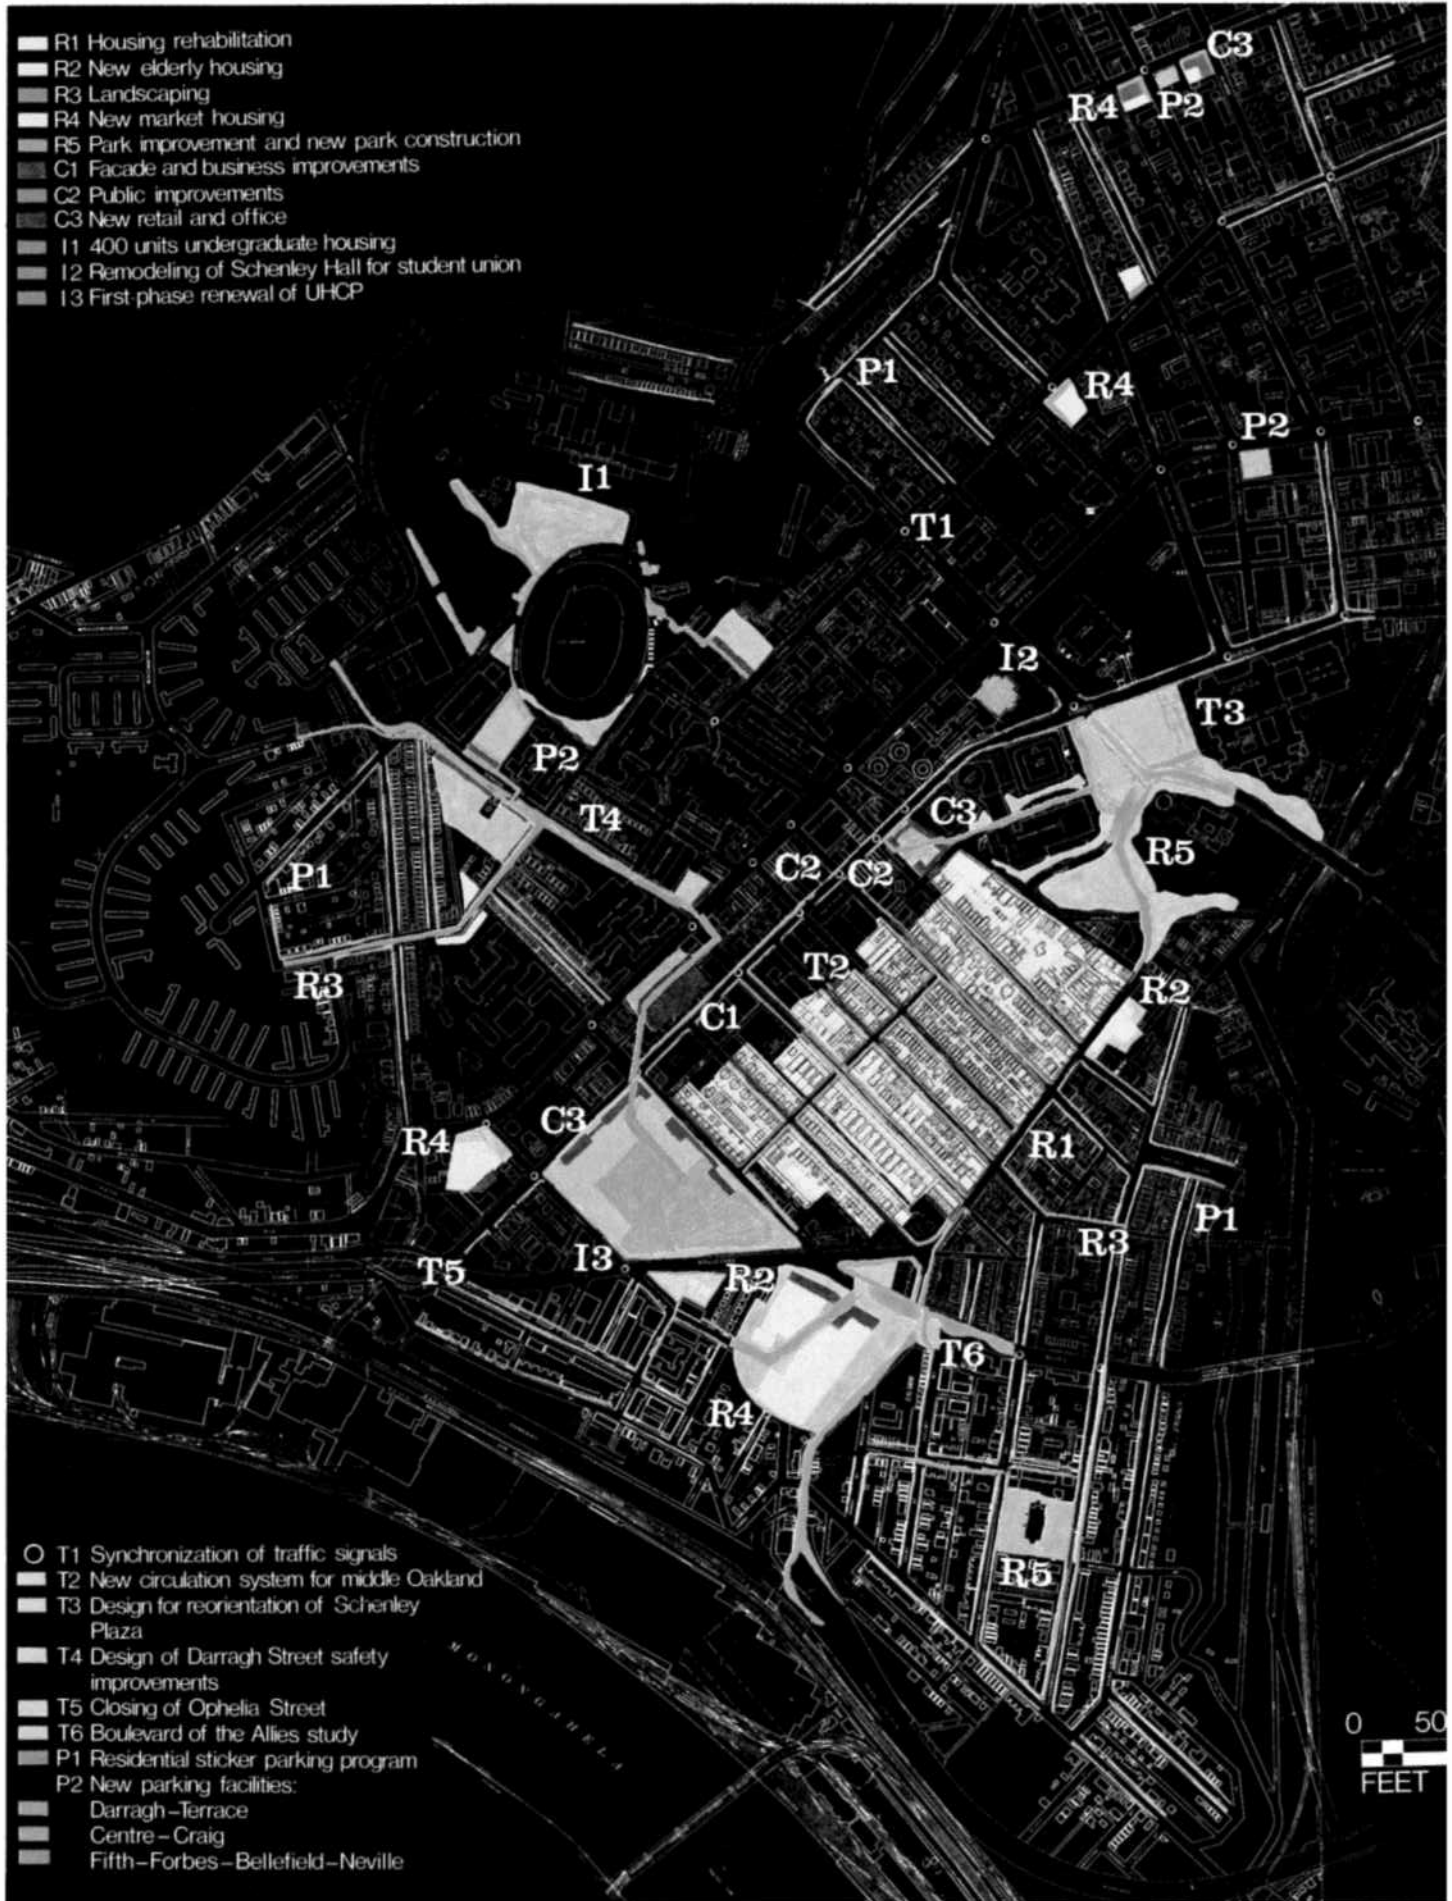 R1 Housing rehabilitation
R2 New elderly housing
R3 Landscaping
R4 New market housing
R5 Park improvement and new park construction
C1 Facade and business improvements
C2 Public improvements
C3 New retail and office
I1 400 units undergraduate housing
I2 Remodeling of Schenley Hall for student union
I3 First-phase renewal of UHCP
C3
R4 P2
P1
R4
P2
I1
T1
I2
T3
P2
T4
C3
R5
C2
C2
P1
T2
R3
R2
C1
C3
R4
R1
P1
R3
I3
T5
R2
T6
R4
R5
T1 Synchronization of traffic signals
T2 New circulation system for middle Oakland
T3 Design for reorientation of Schenley
Plaza
T4 Design of Darragh Street safety
improvements
T5 Closing of Ophelia Street
T6 Boulevard of the Allies study
P1 Residential sticker parking program
P2 New parking facilities:
Darragh-Terrace
Centre-Craig
Fifth-Forbes-Bellefield-Neville
MONONGAHELA
0 50
FEET